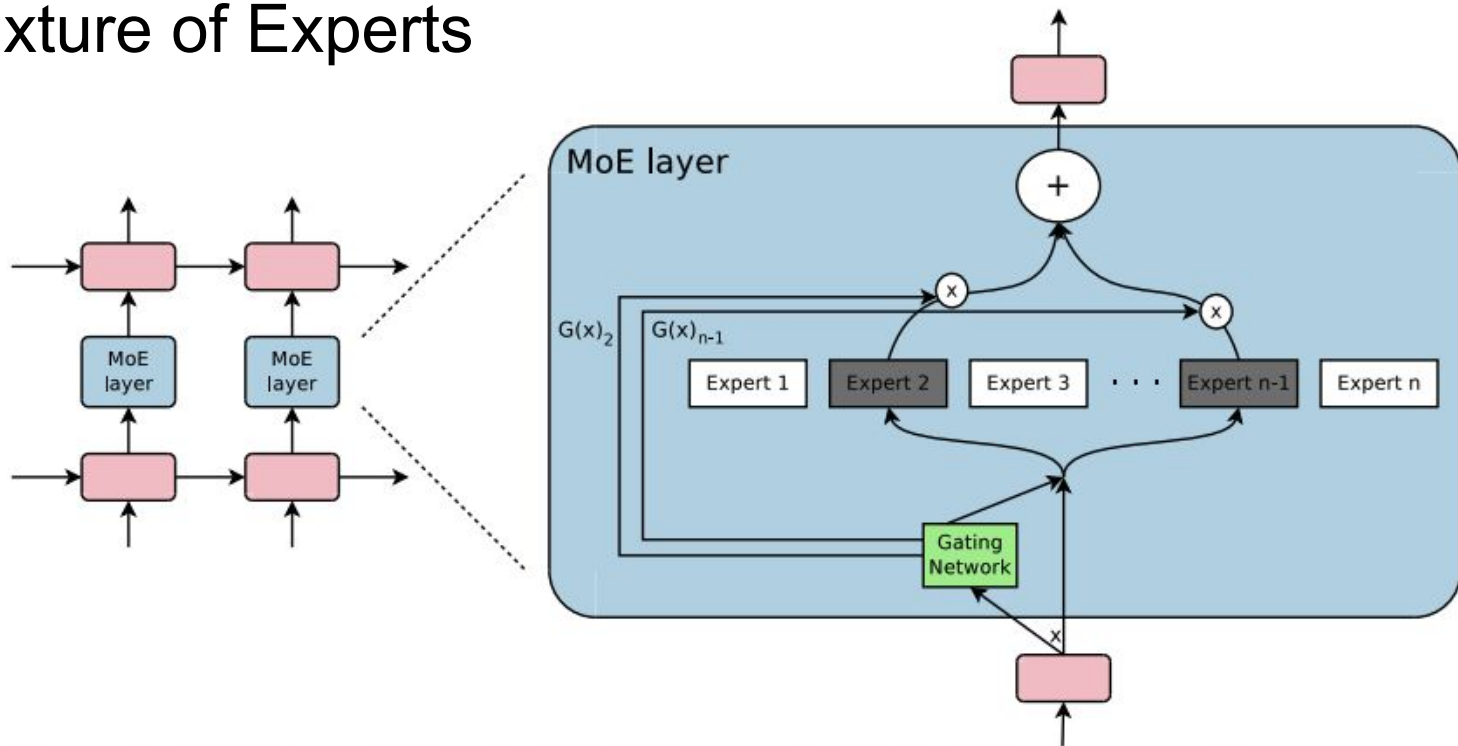 xture of Experts
MoE layer
+
x
x
G(x)2
G(x)n-1
MoE
layer
MoE
layer
Expert 1
Expert 2
Expert 3
. . .
Expert n-1
Expert n
Gating
Network
x